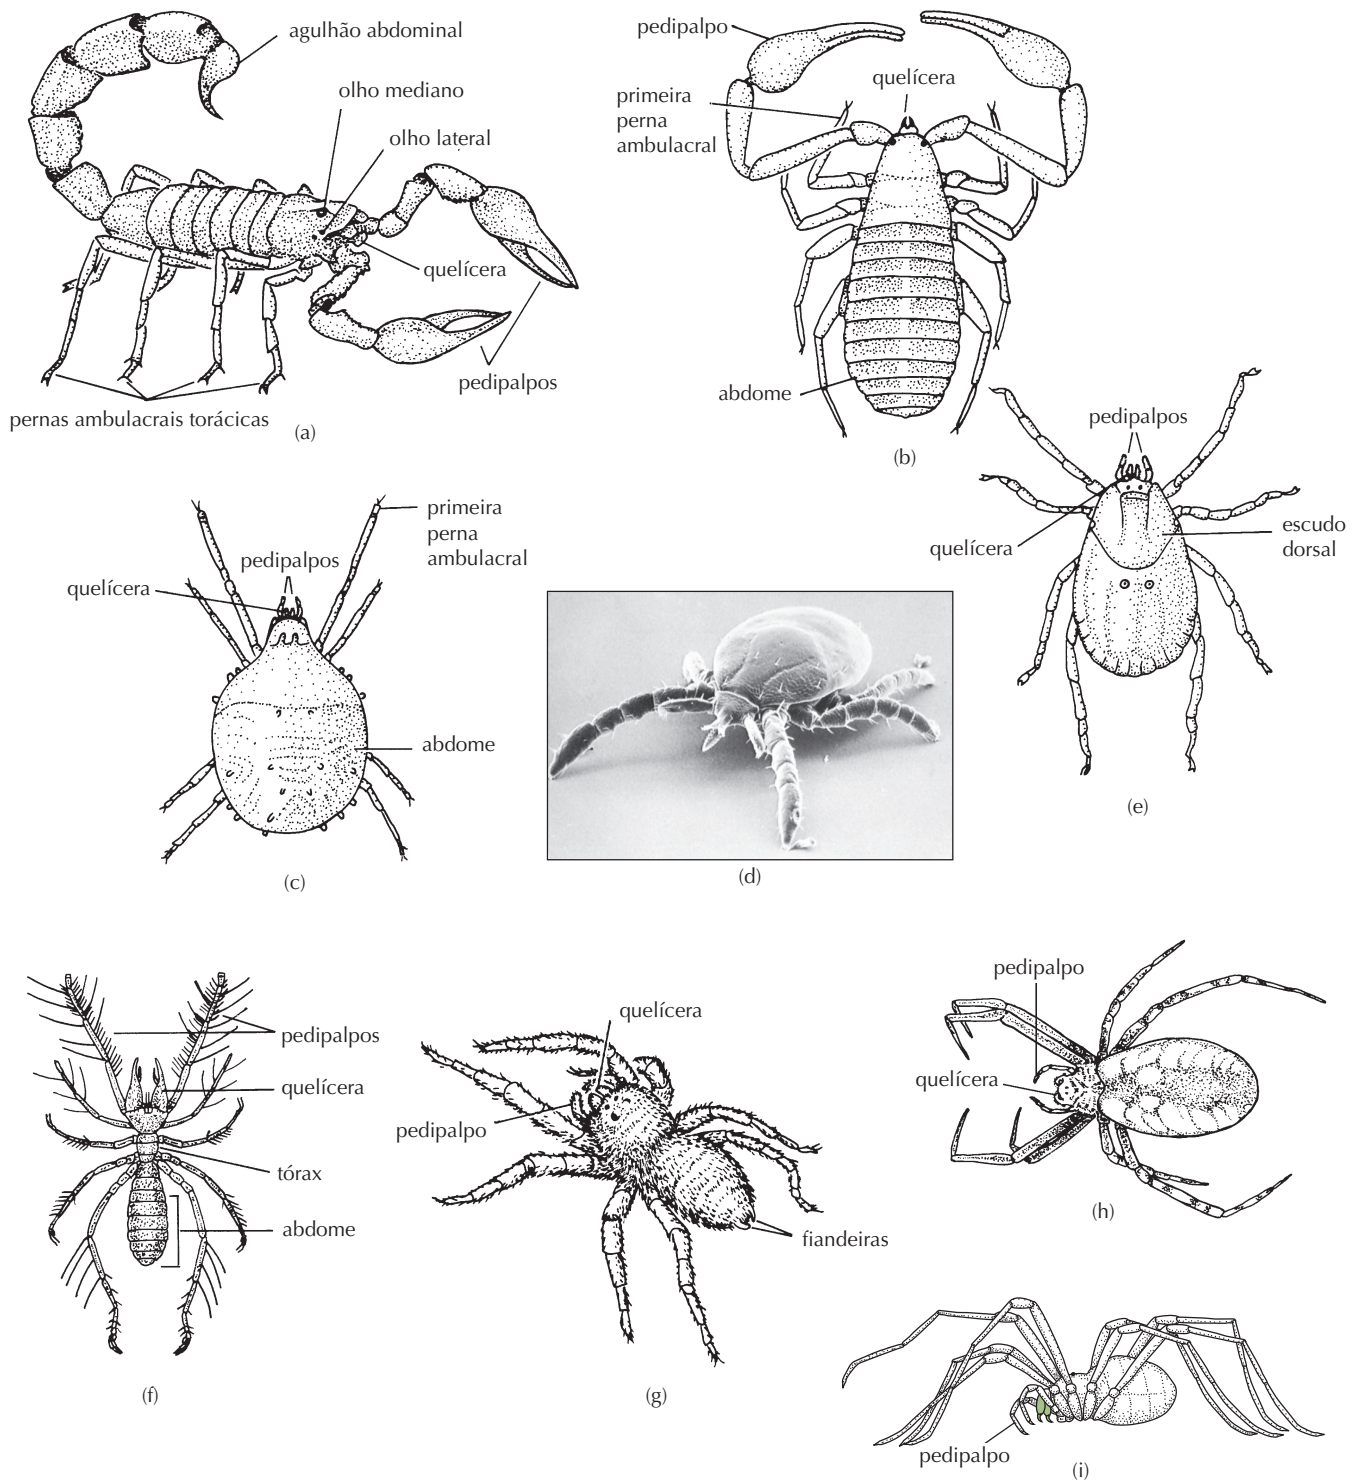 agulhão abdominal
olho mediano
olho lateral
quelícera
pedipalpos
pernas ambulacrais torácicas
(a)
pedipalpo
quelícera
primeira
perna
ambulacral
abdome
(b)
primeira
perna
ambulacral
pedipalpos
quelícera
abdome
(c)
(d)
pedipalpos
quelícera
escudo
dorsal
(e)
pedipalpos
quelícera
tórax
abdome
(f)
quelícera
pedipalpo
fiandeiras
(g)
pedipalpo
quelícera
(h)
pedipalpo
(i)